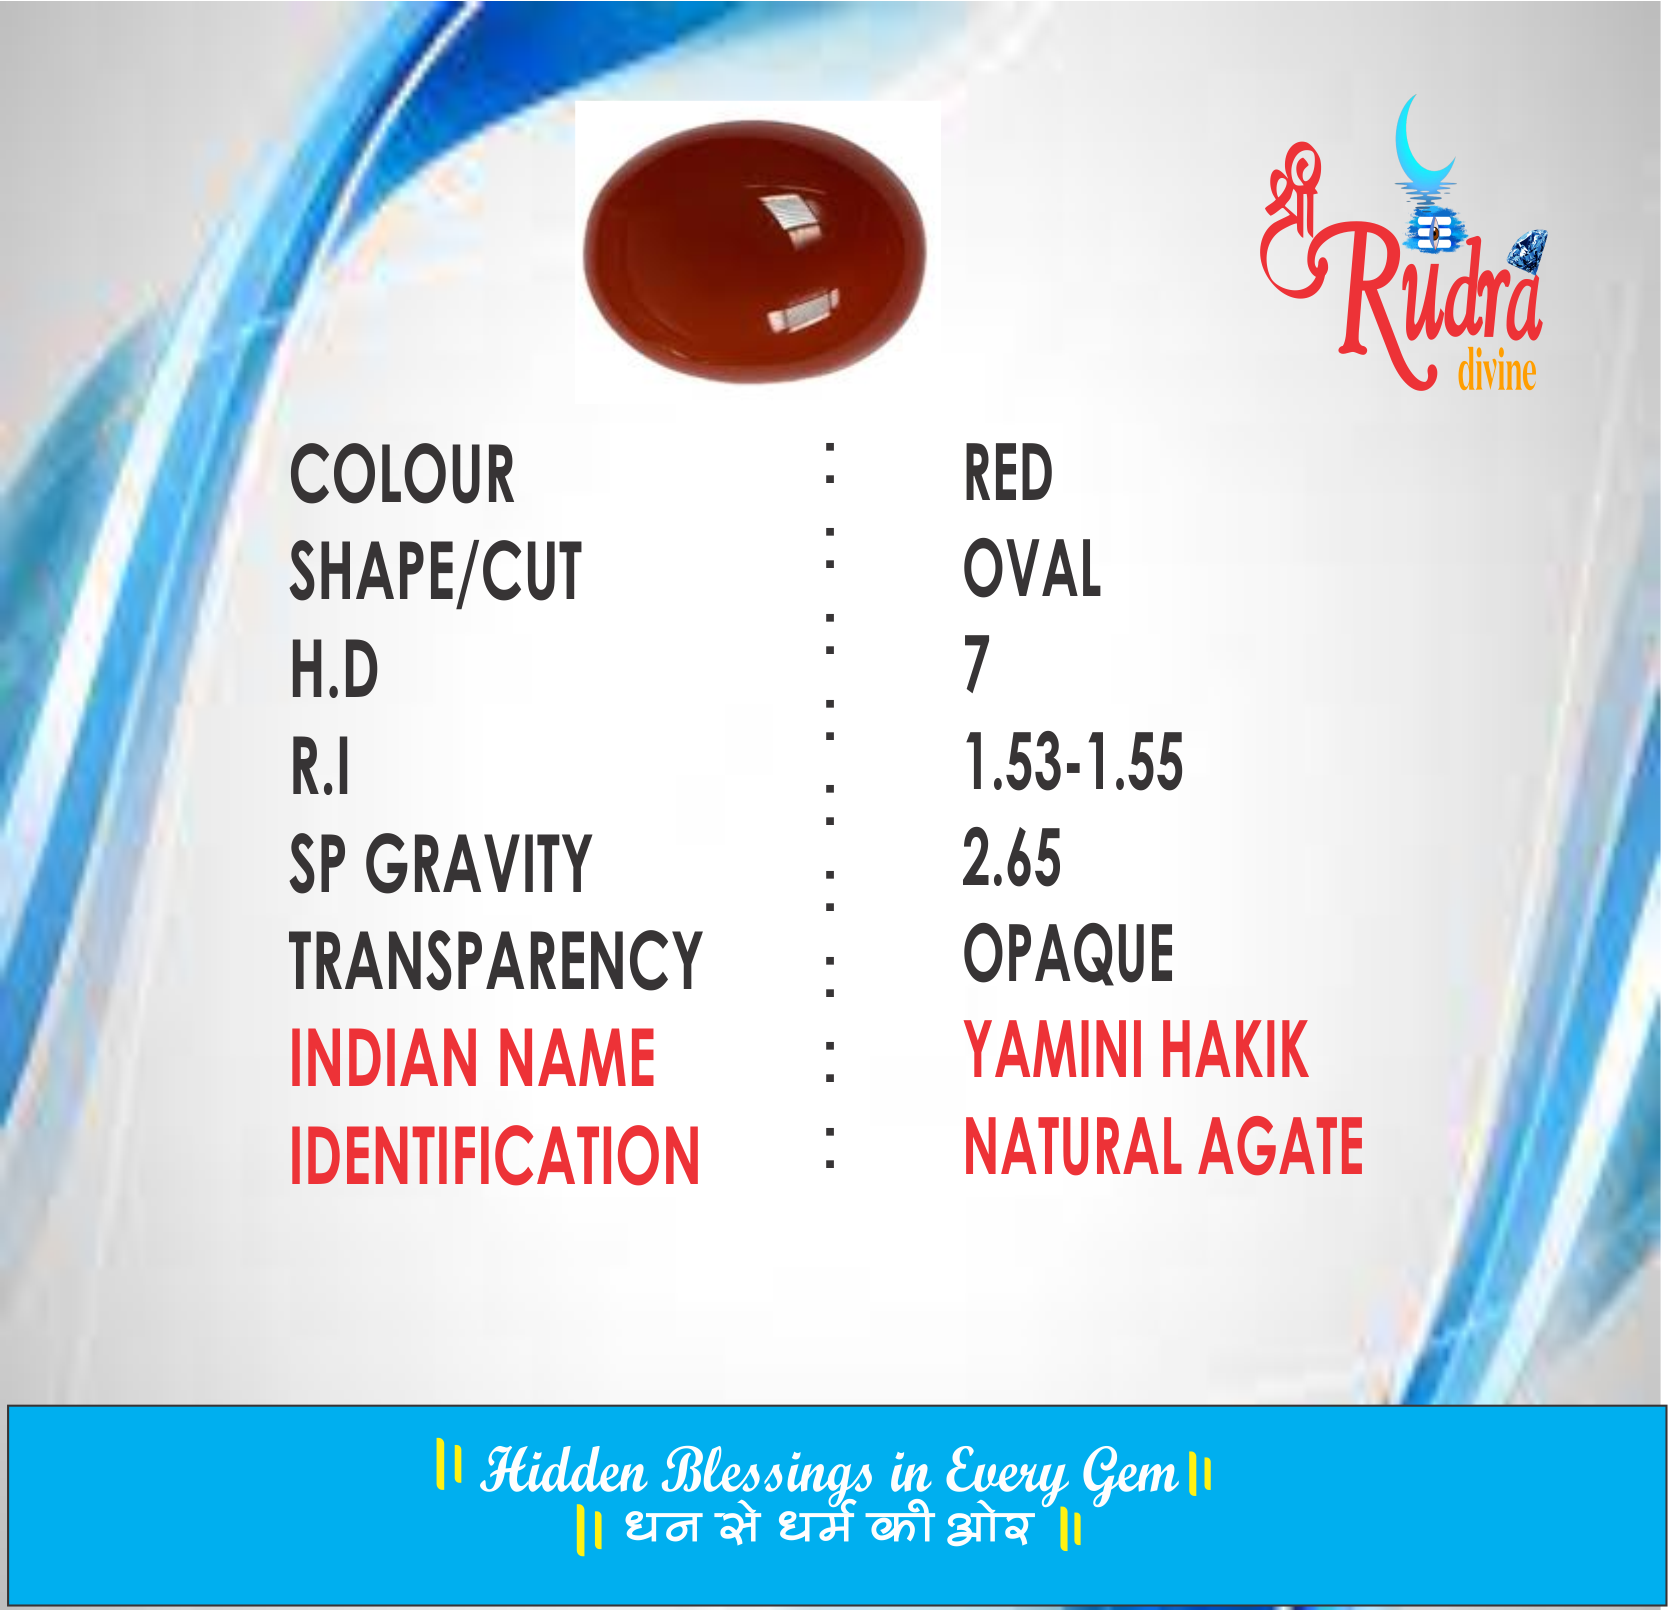 श्री
Rudra
divine
COLOUR : RED
SHAPE/CUT : OVAL
H.D : 7
R.I : 1.53-1.55
SP GRAVITY : 2.65
TRANSPARENCY : OPAQUE
INDIAN NAME : YAMINI HAKIK
IDENTIFICATION : NATURAL AGATE
|| Hidden Blessings in Every Gem ||
|| धन से धर्म की ओर ||